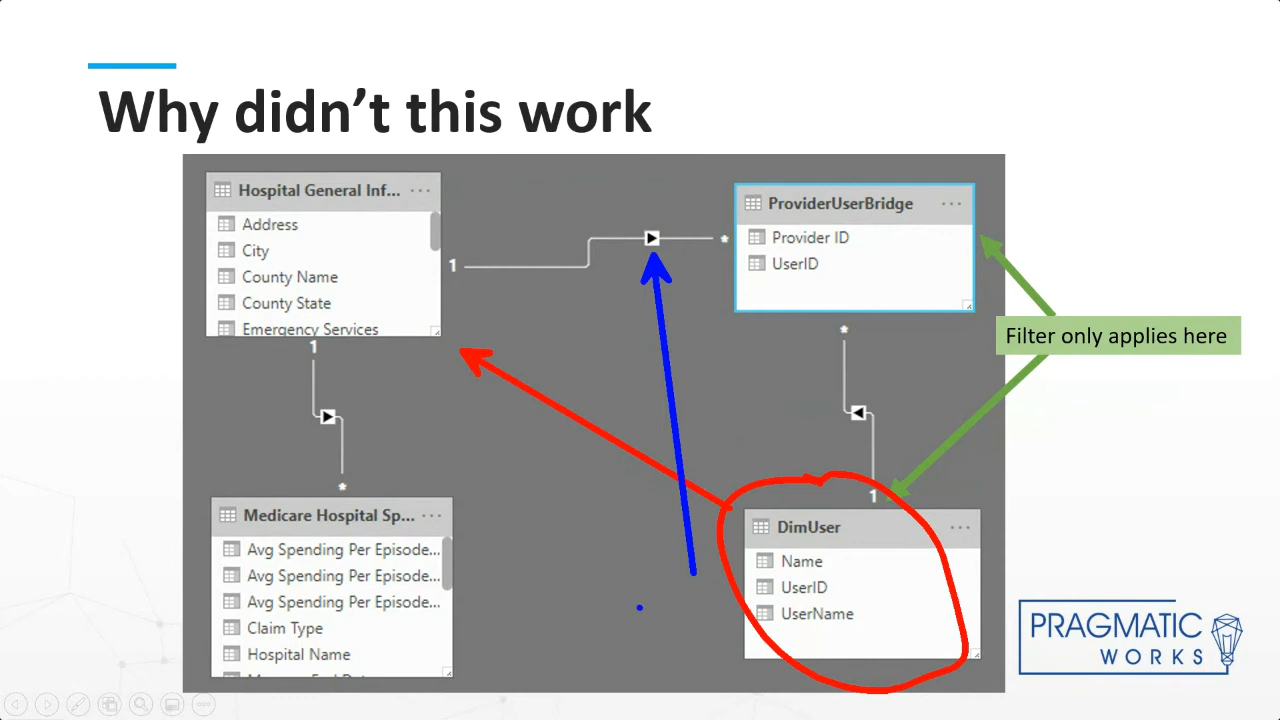 Why didn't this work
Hospital General Inf... ...
Address
City
County Name
County State
Emergency Services
1
*
ProviderUserBridge ...
Provider ID
UserID
Filter only applies here
1
*
*
1
Medicare Hospital Sp... ...
Avg Spending Per Episode...
Avg Spending Per Episode...
Avg Spending Per Episode...
Claim Type
Hospital Name
DimUser ...
Name
UserID
UserName
PRAGMATIC
WORKS